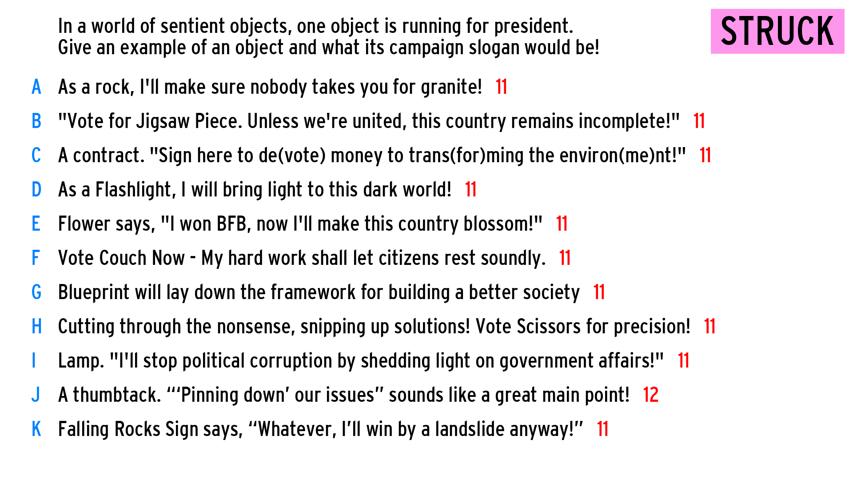 In a world of sentient objects, one object is running for president.
Give an example of an object and what its campaign slogan would be!
STRUCK
A As a rock, I'll make sure nobody takes you for granite! 11
B "Vote for Jigsaw Piece. Unless we're united, this country remains incomplete!" 11
C A contract. "Sign here to de(vote) money to trans(for)ming the environ(me)nt!" 11
D As a Flashlight, I will bring light to this dark world! 11
E Flower says, "I won BFB, now I'll make this country blossom!" 11
F Vote Couch Now - My hard work shall let citizens rest soundly. 11
G Blueprint will lay down the framework for building a better society 11
H Cutting through the nonsense, snipping up solutions! Vote Scissors for precision! 11
I Lamp. "I'll stop political corruption by shedding light on government affairs!" 11
J A thumbtack. “‘Pinning down’ our issues” sounds like a great main point! 12
K Falling Rocks Sign says, “Whatever, I’ll win by a landslide anyway!” 11